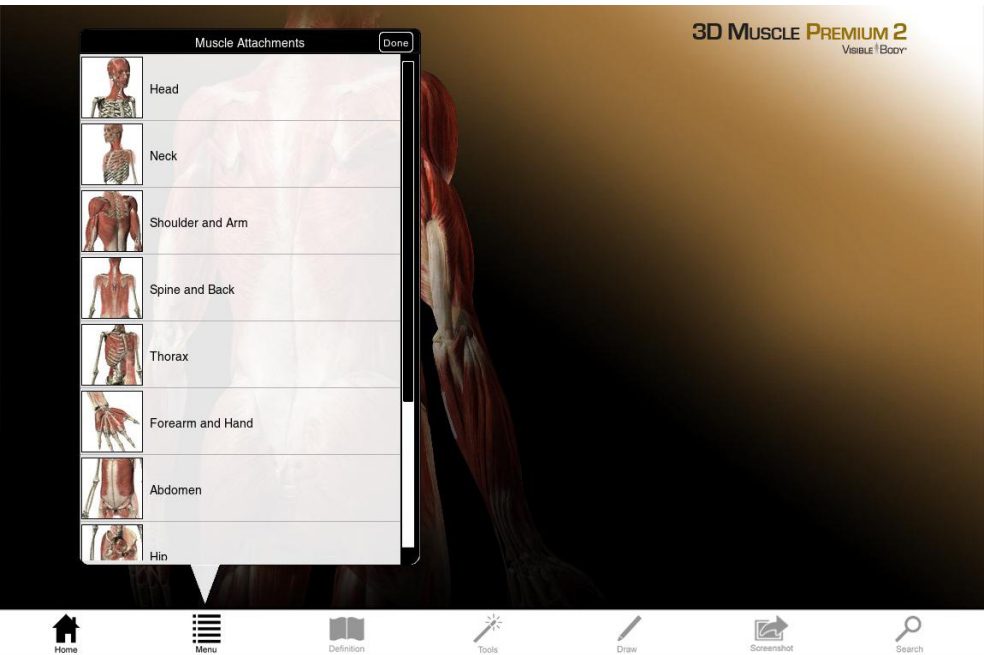 3D MUSCLE PREMIUM 2
VISIBLE BODY
Muscle Attachments
Done
Head
Neck
Shoulder and Arm
Spine and Back
Thorax
Forearm and Hand
Abdomen
Hip
Home
Menu
Definition
Tools
Draw
Screenshot
Search